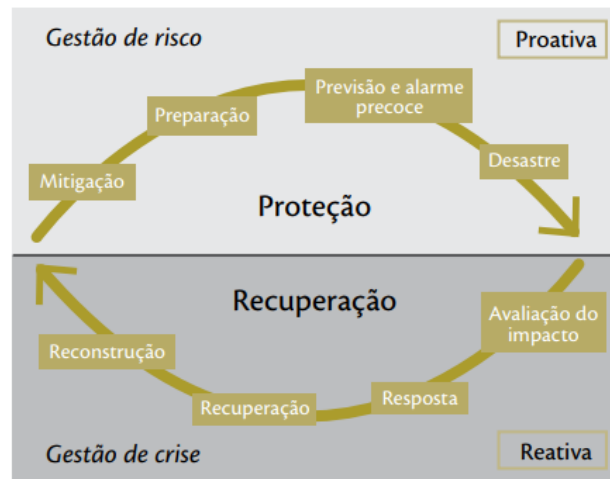 Gestão de risco
Proativa
Previsão e alarme
precoce
Preparação
Desastre
Mitigação
Proteção
Recuperação
Avaliação do
impacto
Reconstrução
Resposta
Recuperação
Gestão de crise
Reativa